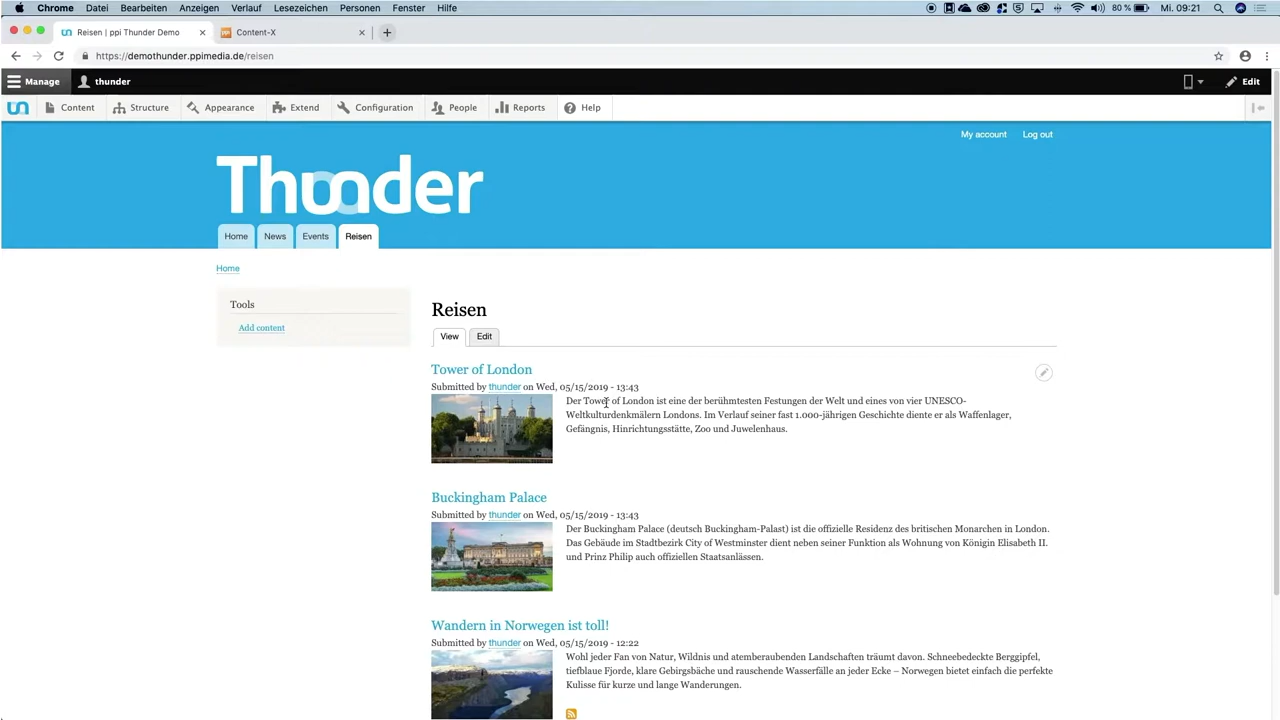 Chrome Datei Bearbeiten Anzeigen Verlauf Lesezeichen Personen Fenster Hilfe 80 % Mi. 09:21
Reisen | ppi Thunder Demo Content-X
https://demothunder.ppimedia.de/reisen
Manage thunder Edit
Content Structure Appearance Extend Configuration People Reports Help
My account Log out
Thunder
Home News Events Reisen
Home
Tools
Add content
Reisen
View Edit
Tower of London
Submitted by thunder on Wed, 05/15/2019 - 13:43
Der Tower of London ist eine der berühmtesten Festungen der Welt und eines von vier UNESCO-
Weltkulturdenkmälern Londons. Im Verlauf seiner fast 1.000-jährigen Geschichte diente er als Waffenlager,
Gefängnis, Hinrichtungsstätte, Zoo und Juwelenhaus.
Buckingham Palace
Submitted by thunder on Wed, 05/15/2019 - 13:43
Der Buckingham Palace (deutsch Buckingham-Palast) ist die offizielle Residenz des britischen Monarchen in London.
Das Gebäude im Stadtbezirk City of Westminster dient neben seiner Funktion als Wohnung von Königin Elisabeth II.
und Prinz Philip auch offiziellen Staatsanlässen.
Wandern in Norwegen ist toll!
Submitted by thunder on Wed, 05/15/2019 - 12:22
Wohl jeder Fan von Natur, Wildnis und atemberaubenden Landschaften träumt davon. Schneebedeckte Berggipfel,
tiefblaue Fjorde, klare Gebirgsbäche und rauschende Wasserfälle an jeder Ecke – Norwegen bietet einfach die perfekte
Kulisse für kurze und lange Wanderungen.